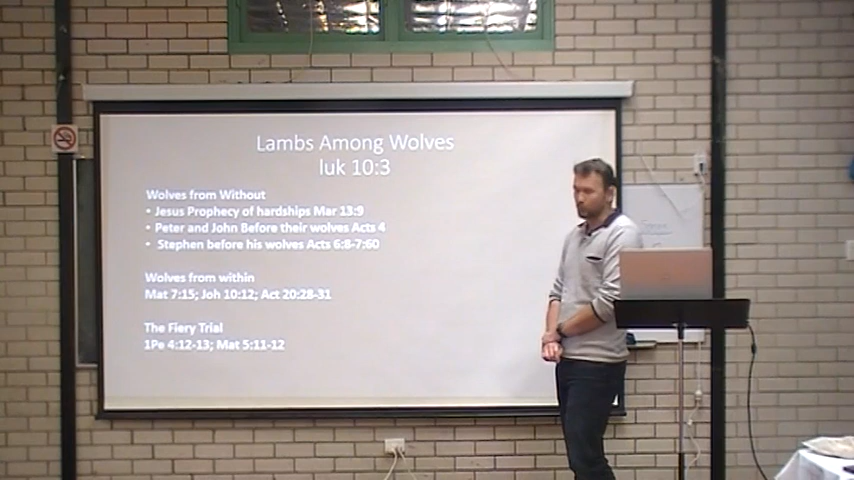 Lambs Among Wolves
luk 10:3
Wolves from Without
• Jesus Prophecy of hardships Mar 13:9
• Peter and John Before their wolves Acts 4
• Stephen before his wolves Acts 6:8-7:60
Wolves from within
Mat 7:15; Joh 10:12; Act 20:28-31
The Fiery Trial
1Pe 4:12-13; Mat 5:11-12